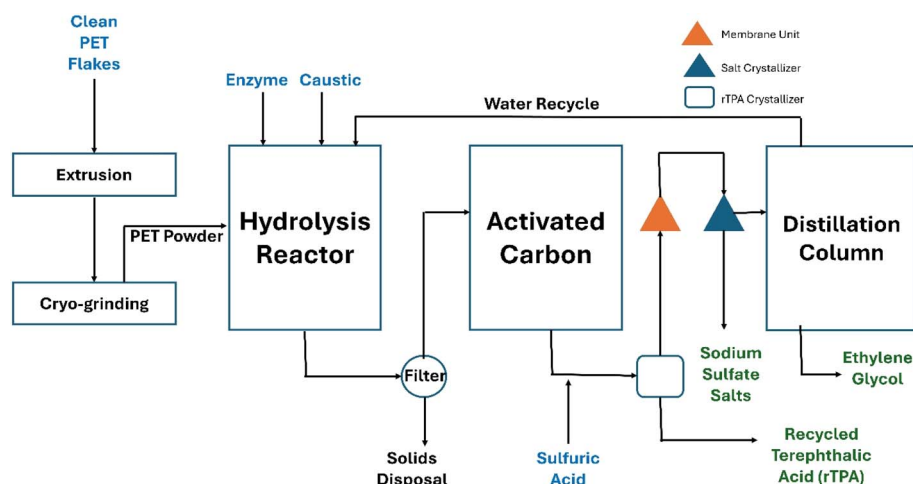 Clean
PET
Flakes
Membrane Unit
Salt Crystallizer
rTPA Crystallizer
Enzyme
Caustic
Water Recycle
Extrusion
PET Powder
Cryo-grinding
Hydrolysis
Reactor
Activated
Carbon
Distillation
Column
Filter
Solids
Disposal
Sulfuric
Acid
Sodium
Sulfate
Salts
Ethylene
Glycol
Recycled
Terephthalic
Acid (rTPA)